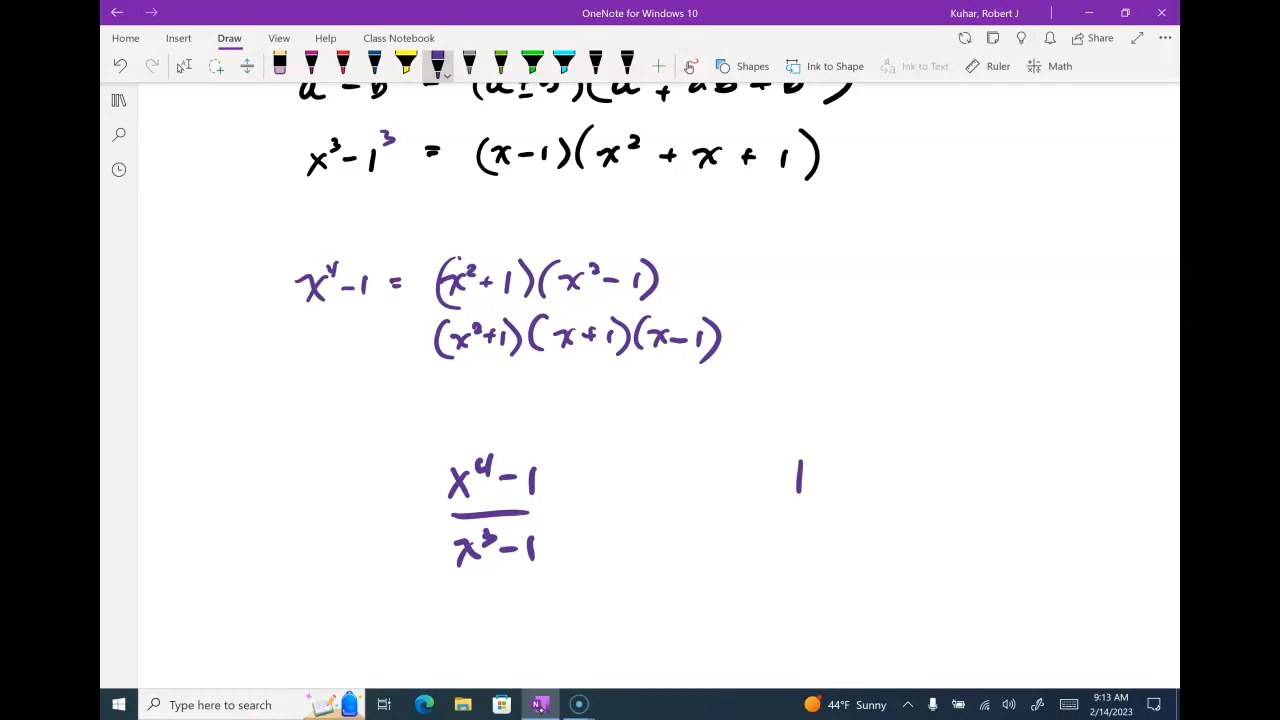 OneNote for Windows 10
Kuhar, Robert J
Home Insert Draw View Help Class Notebook
Share
Shapes Ink to Shape Ink to Text Ruler Math
x³ - 1³ = (x - 1)(x² + x + 1)
x⁴ - 1 = (x² + 1)(x² - 1)
(x² + 1)(x + 1)(x - 1)
x⁴ - 1
x³ - 1
1
Type here to search
44°F Sunny
9:13 AM
2/14/2023